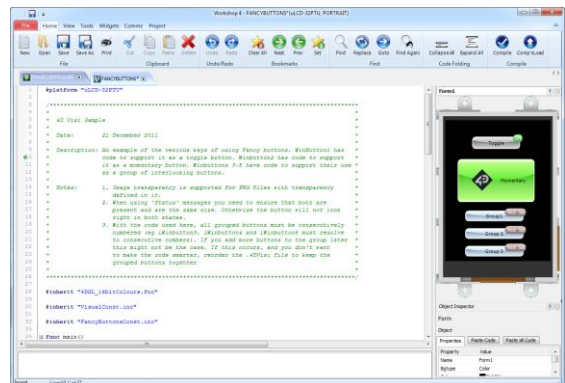 Workshop 4 - FANCYBUTTONS*(uLCD-32PTU, PORTRAIT)
File Home View Tools Widgets Comms Project
New Open Save Save As Print Cut Copy Paste Delete Undo Redo Clear All Next Prev Set Find Replace Goto Find Again Collapse All Expand All Compile Comp'nLoad
File Clipboard Undo/Redo Bookmarks Find Code Folding Compile
FANCYBUTTONS* x
#platform "uLCD-32PTU"
4D Visi Sample
* Date: 21 December 2011
* Description: An example of the various ways of using Fancy buttons. WinButton1 has
* code to support it as a toggle button. Winbutton2 has code to support
* it as a momentary button. Winbuttons 3-5 have code to support their use *
* as a group of interlocking buttons.
* Notes: 1. Image transparency is supported for PNG files with transparency
* defined in it.
* 2. When using 'Status' messages you need to ensure that both are
* present and are the same size. Otherwise the button will not look
* right in both states.
* 3. With the code used here, all grouped buttons must be consecutively
* numbered (eg iWinbutton3, iWinbutton4 and iWinbutton5 must resolve
* to consecutive numbers). If you add more buttons to the group later
* this might not be the case. If this occurs, and you don't want
* to make the code smarter, reorder the .4DVisi file to keep the
* grouped buttons together
#inherit "4DGL_16bitColours.fnc"
#inherit "VisualConst.inc"
#inherit "FancyButtonsConst.inc"
func main()
Form1
Toggle
Momentary
Group1
Group 2
Group 3
Object Inspector
Form
Object
Properties Paste Code Paste all Code
Property Value
Name Form1
Bgtype Color